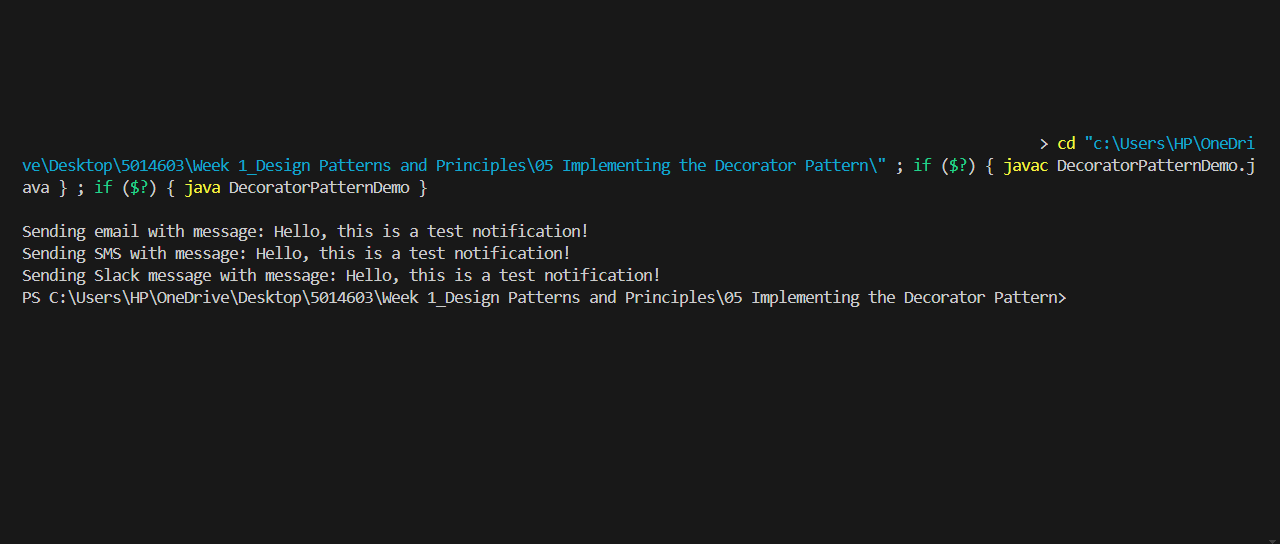 > cd "c:\Users\HP\OneDri
ve\Desktop\5014603\Week 1_Design Patterns and Principles\05 Implementing the Decorator Pattern\" ; if ($?) { javac DecoratorPatternDemo.j
ava } ; if ($?) { java DecoratorPatternDemo }
Sending email with message: Hello, this is a test notification!
Sending SMS with message: Hello, this is a test notification!
Sending Slack message with message: Hello, this is a test notification!
PS C:\Users\HP\OneDrive\Desktop\5014603\Week 1_Design Patterns and Principles\05 Implementing the Decorator Pattern>